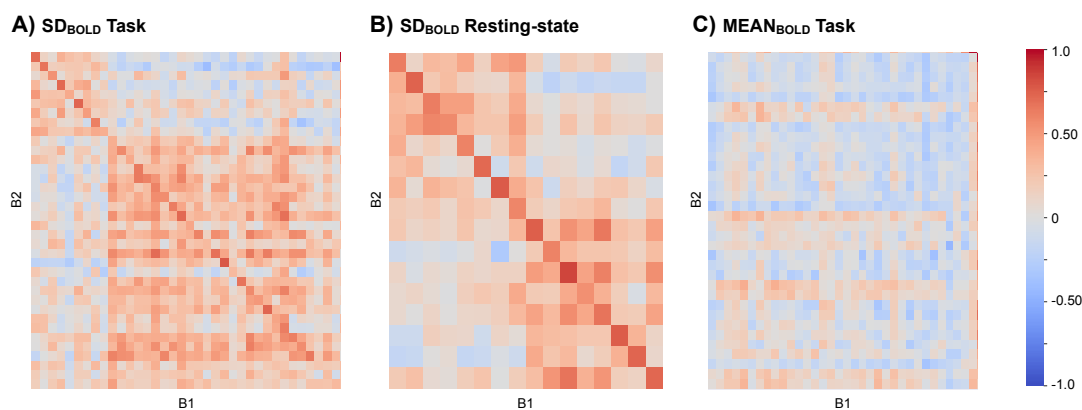 A) SDBOLD Task
B) SDBOLD Resting-state
C) MEANBOLD Task
B2
B1
B2
B1
B2
B1
1.0
0.50
0
-0.50
-1.0